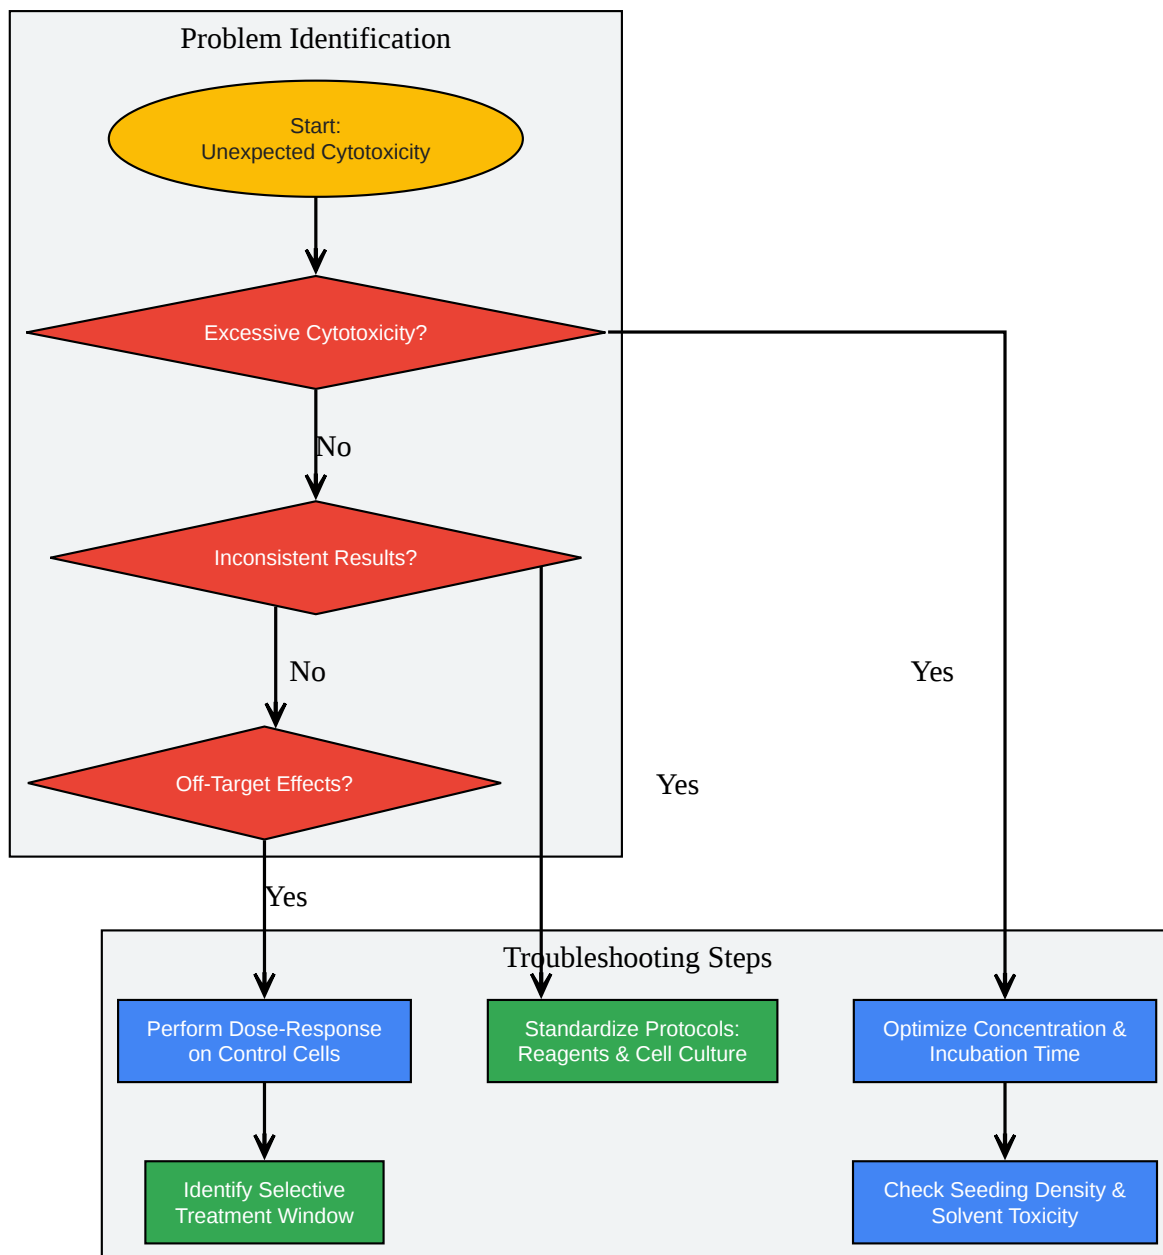 Problem Identification
Start:
Unexpected Cytotoxicity
Excessive Cytotoxicity?
No
Inconsistent Results?
No
Yes
Off-Target Effects?
Yes
Yes
Troubleshooting Steps
Perform Dose-Response
on Control Cells
Standardize Protocols:
Reagents & Cell Culture
Optimize Concentration &
Incubation Time
Identify Selective
Treatment Window
Check Seeding Density &
Solvent Toxicity